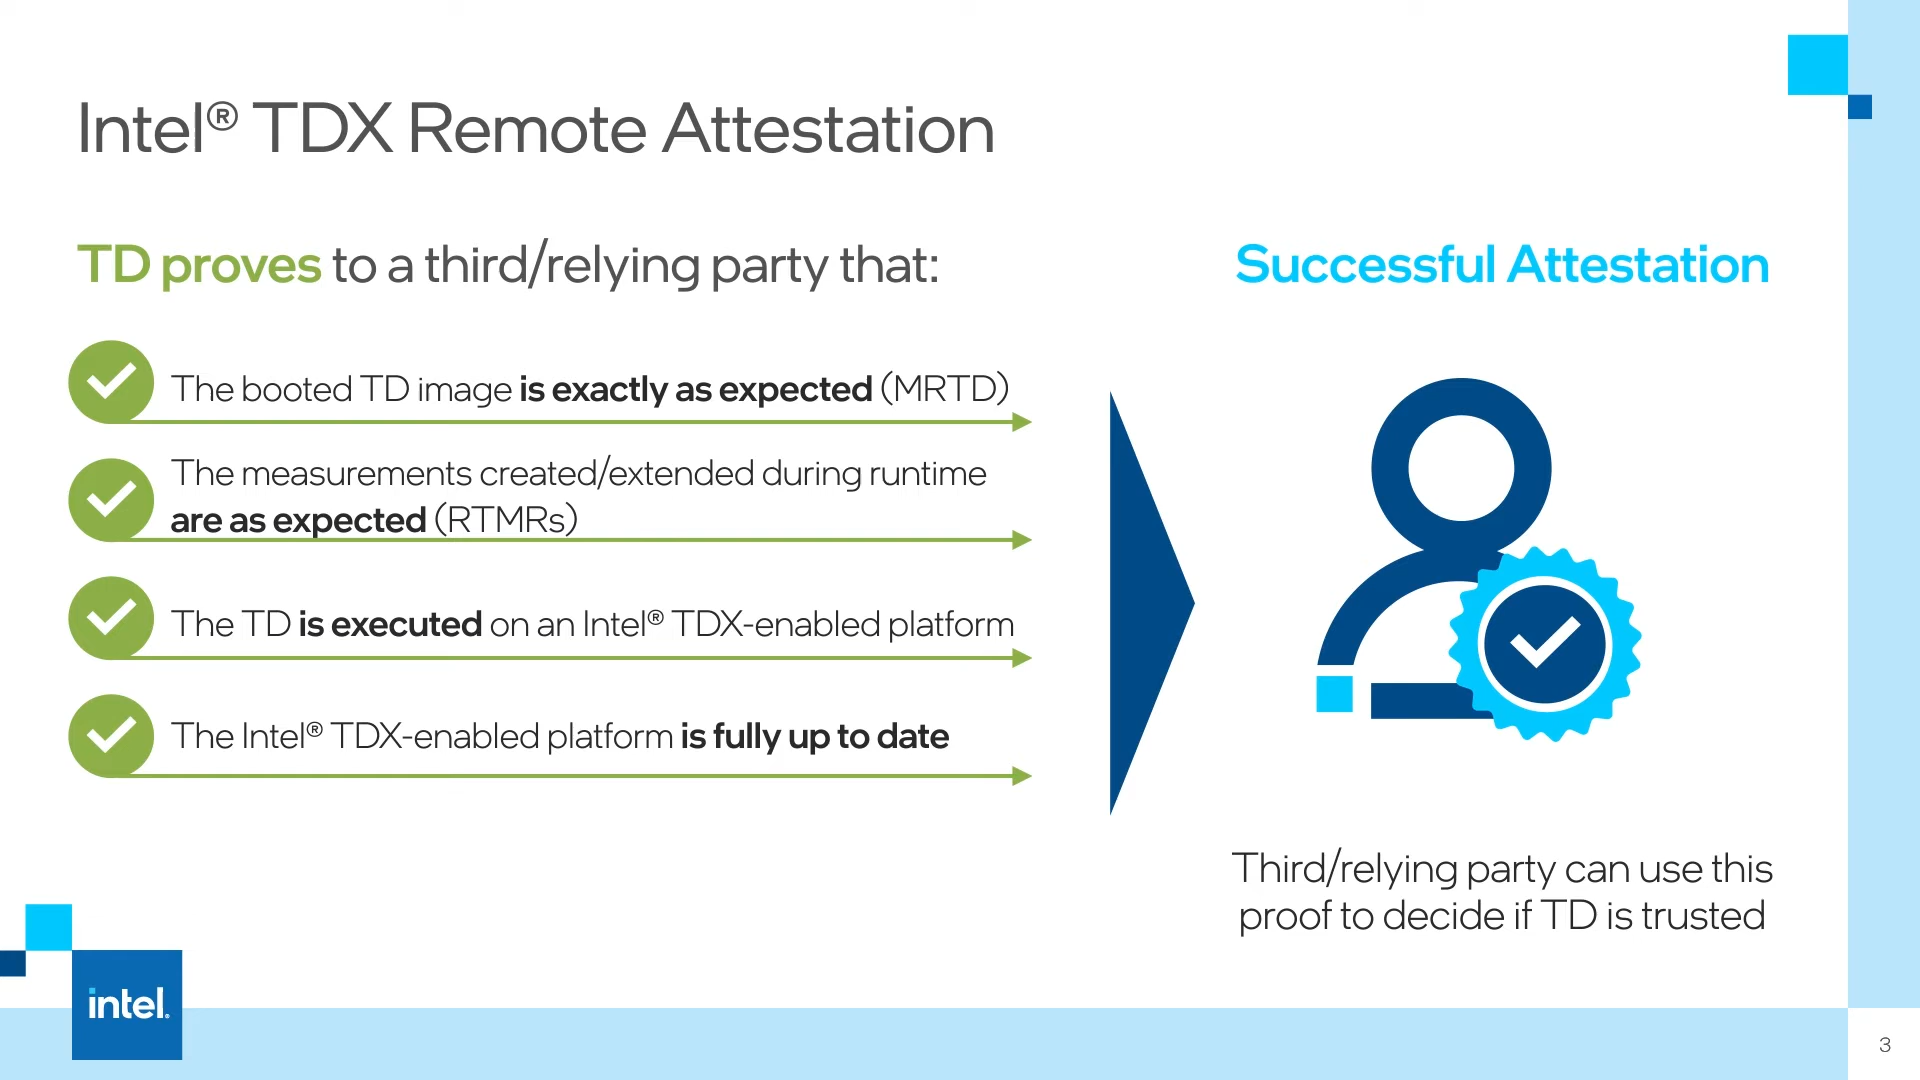 Intel® TDX Remote Attestation
TD proves to a third/relying party that:
The booted TD image is exactly as expected (MRTD)
The measurements created/extended during runtime
are as expected (RTMRs)
The TD is executed on an Intel® TDX-enabled platform
The Intel® TDX-enabled platform is fully up to date
Successful Attestation
Third/relying party can use this
proof to decide if TD is trusted
intel.
3